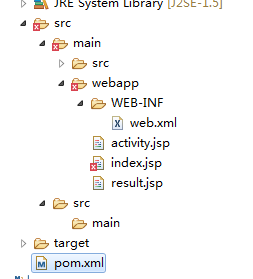 JRE System Library [J2SE-1.5]
src
main
src
webapp
WEB-INF
web.xml
activity.jsp
index.jsp
result.jsp
src
main
target
pom.xml